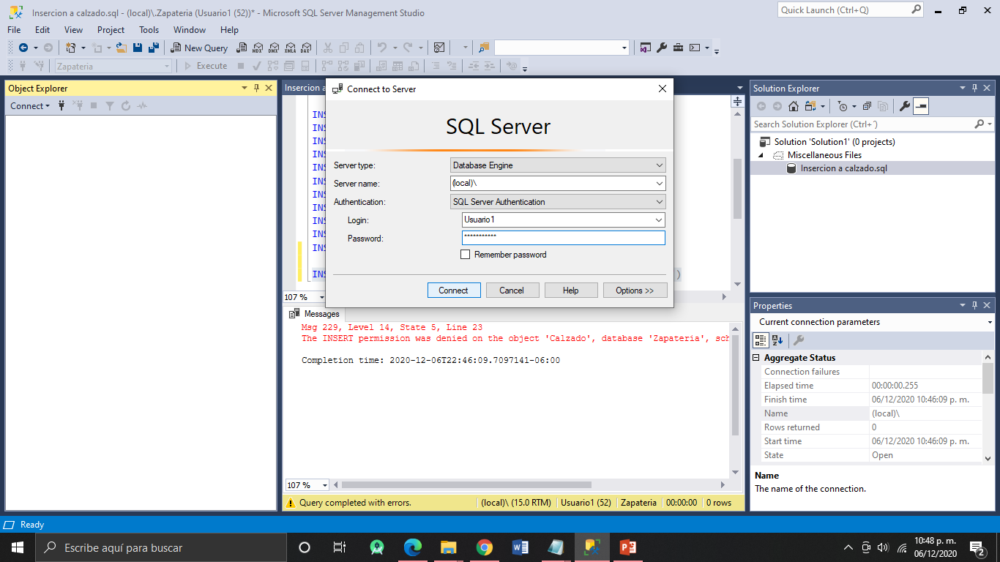 Insercion a calzado.sql - (local)\.Zapateria (Usuario1 (52))* - Microsoft SQL Server Management Studio
Quick Launch (Ctrl+Q)
File Edit View Project Tools Window Help
New Query
MDX DMX XMLA DAX
Zapateria
Execute
Object Explorer
Connect
Insercion a
INS
INS
INS
INS
INS
INS
INS
INS
INS
INS
INS
INS
)
107 %
Connect to Server
SQL Server
Server type: Database Engine
Server name: (local)\
Authentication: SQL Server Authentication
Login: Usuario1
Password: ***********
Remember password
Connect Cancel Help Options >>
Messages
Msg 229, Level 14, State 5, Line 23
The INSERT permission was denied on the object 'Calzado', database 'Zapateria', sch
Completion time: 2020-12-06T22:46:09.7097141-06:00
107 %
Query completed with errors. (local)\ (15.0 RTM) Usuario1 (52) Zapateria 00:00:00 0 rows
Solution Explorer
Search Solution Explorer (Ctrl+´)
Solution 'Solution1' (0 projects)
Miscellaneous Files
Insercion a calzado.sql
Properties
Current connection parameters
Aggregate Status
Connection failures
Elapsed time 00:00:00.255
Finish time 06/12/2020 10:46:09 p. m.
Name (local)\
Rows returned 0
Start time 06/12/2020 10:46:09 p. m.
State Open
Name
The name of the connection.
Ready
Escribe aquí para buscar
10:48 p. m.
06/12/2020
2